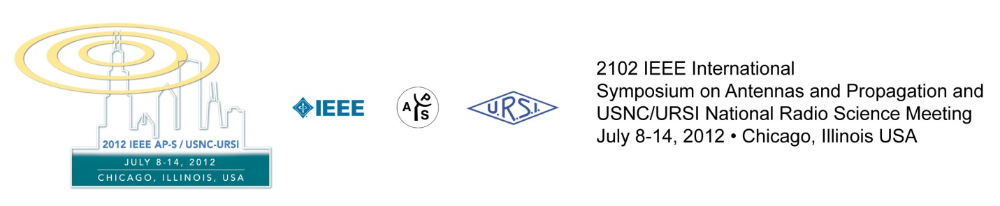 2012 IEEE AP-S / USNC-URSI
JULY 8-14, 2012
CHICAGO, ILLINOIS, USA
IEEE
A P S
U.R.S.I.
2102 IEEE International
Symposium on Antennas and Propagation and
USNC/URSI National Radio Science Meeting
July 8-14, 2012 • Chicago, Illinois USA